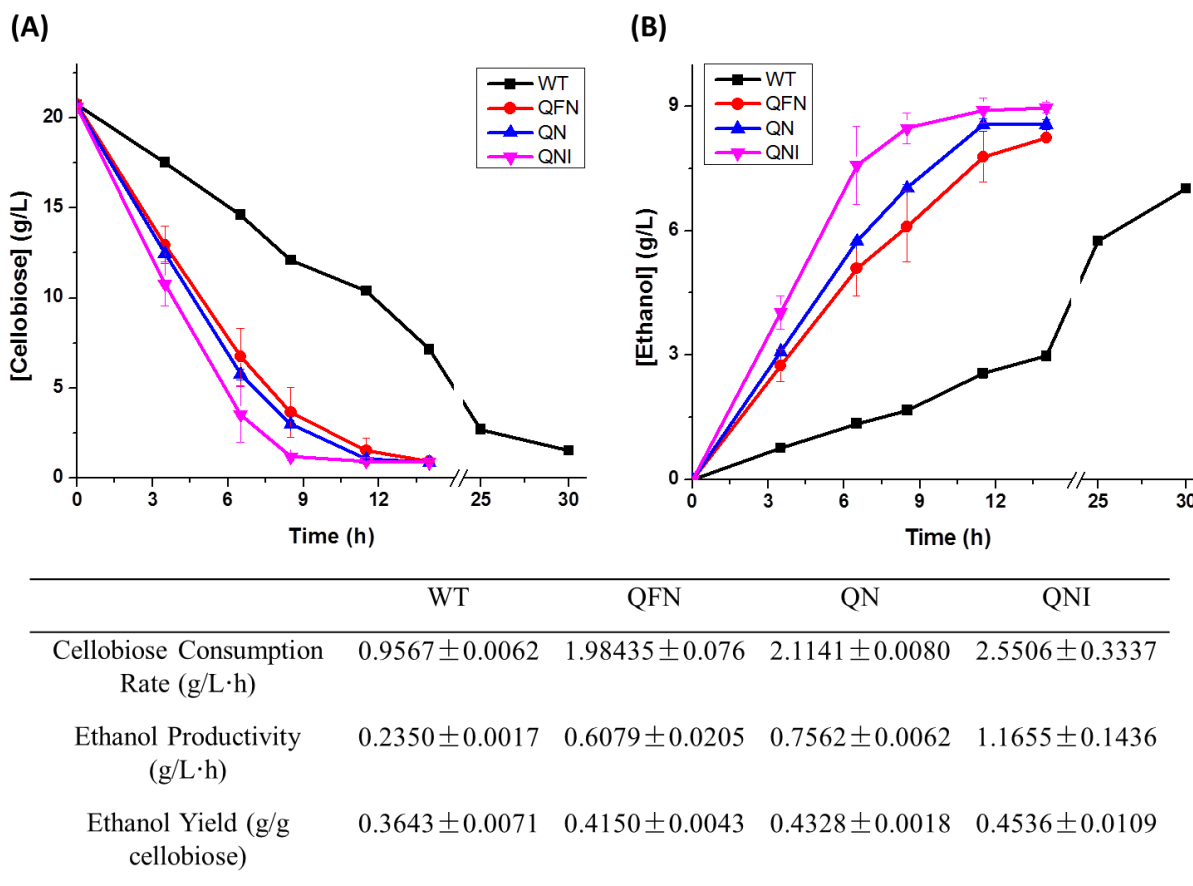 (A)
(B)
WT
QFN
QN
QNI
WT
QFN
QN
QNI
[Cellobiose] (g/L)
20
15
10
5
0
0 3 6 9 12 25 30
Time (h)
[Ethanol] (g/L)
9
6
3
0
0 3 6 9 12 25 30
Time (h)
WT QFN QN QNI
Cellobiose Consumption 0.9567±0.0062 1.98435±0.076 2.1141±0.0080 2.5506±0.3337
Rate (g/L·h)
Ethanol Productivity 0.2350±0.0017 0.6079±0.0205 0.7562±0.0062 1.1655±0.1436
(g/L·h)
Ethanol Yield (g/g 0.3643±0.0071 0.4150±0.0043 0.4328±0.0018 0.4536±0.0109
cellobiose)